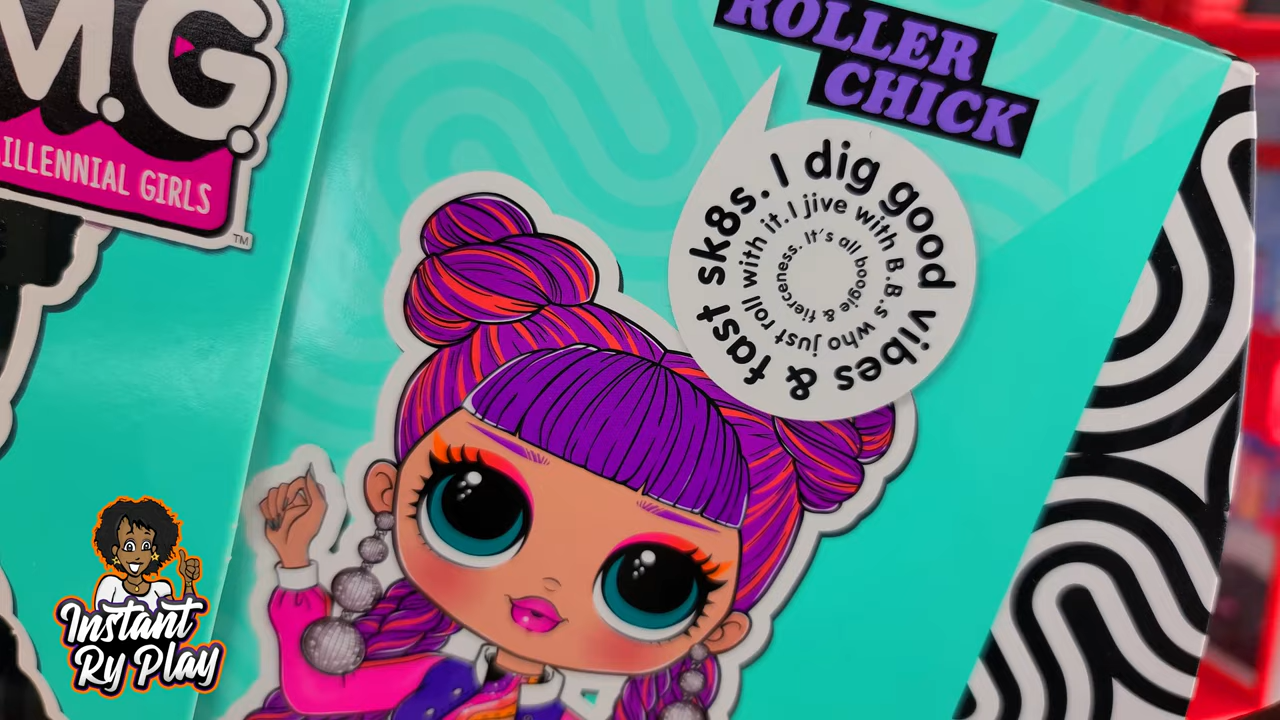 M.G.
ILLENNIAL GIRLS
TM
ROLLER
CHICK
I dig good vibes & fast sk8s.
I jive with B.B.s who just roll with it.
It's all boogie & fierceness.
Instant
Ry Play